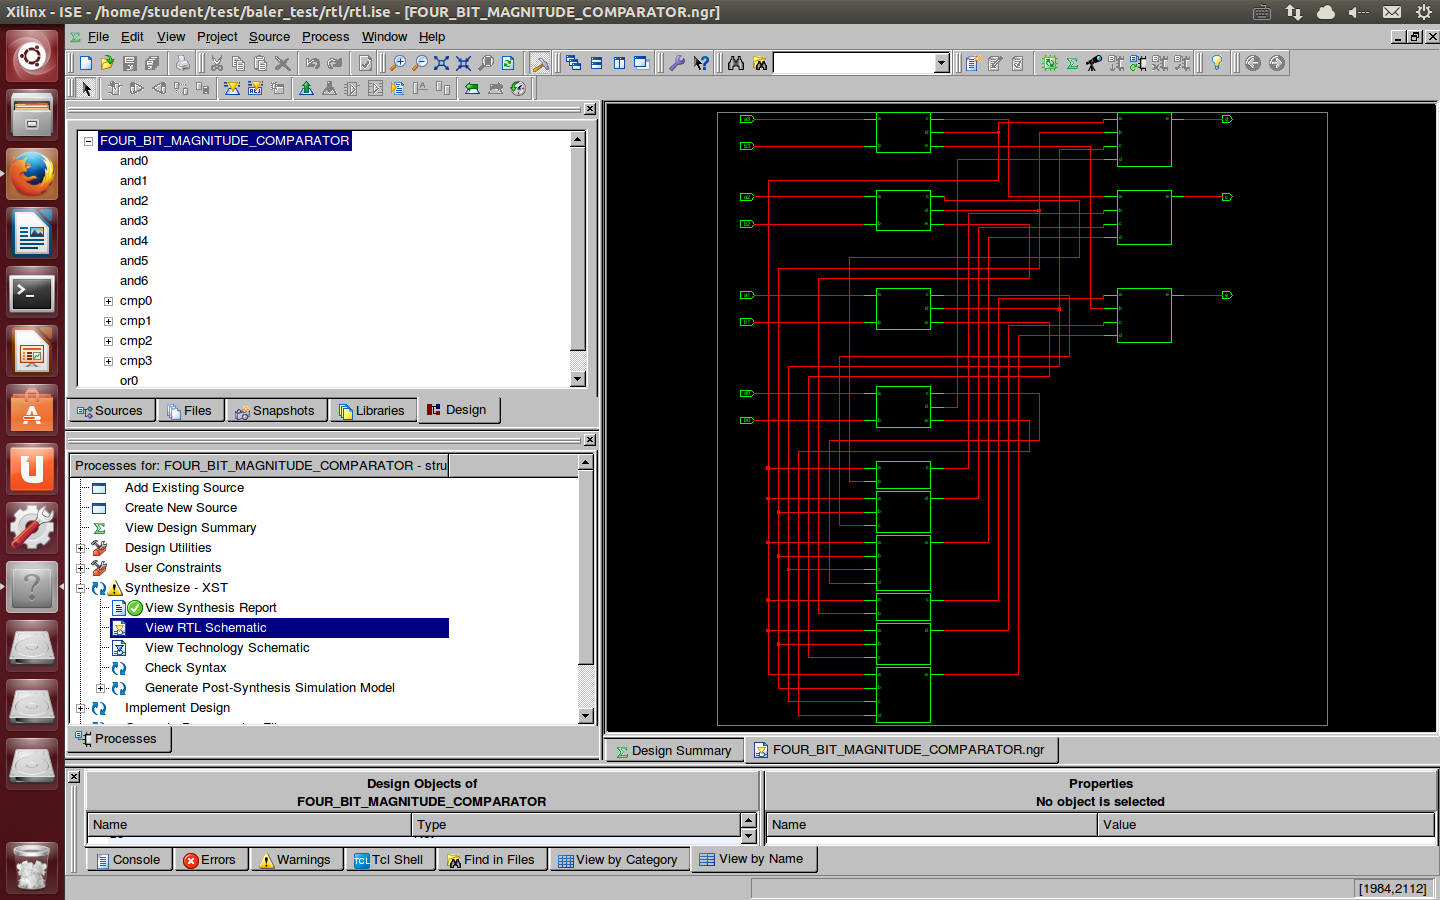 Xilinx - ISE - /home/student/test/baler_test/rtl/rtl.ise - [FOUR_BIT_MAGNITUDE_COMPARATOR.ngr]
File Edit View Project Source Process Window Help
FOUR_BIT_MAGNITUDE_COMPARATOR
and0
and1
and2
and3
and4
and5
and6
cmp0
cmp1
cmp2
cmp3
or0
Sources Files Snapshots Libraries Design
Processes for: FOUR_BIT_MAGNITUDE_COMPARATOR - stru
Add Existing Source
Create New Source
View Design Summary
Design Utilities
User Constraints
Synthesize - XST
View Synthesis Report
View RTL Schematic
View Technology Schematic
Check Syntax
Generate Post-Synthesis Simulation Model
Implement Design
Processes
Design Summary FOUR_BIT_MAGNITUDE_COMPARATOR.ngr
Design Objects of
FOUR_BIT_MAGNITUDE_COMPARATOR
Name Type
Properties
No object is selected
Name Value
Console Errors Warnings TCL Tcl Shell Find in Files View by Category View by Name
[1984,2112]